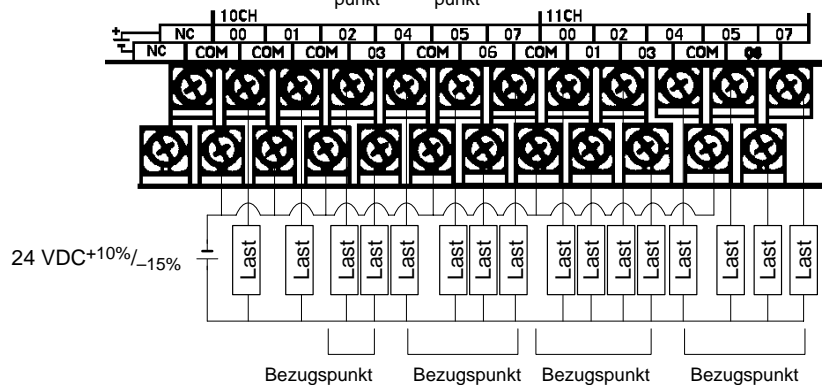 punkt punkt
10CH 11CH
NC 00 01 02 04 05 07 00 02 04 05 07
NC COM COM COM 03 COM 06 COM 01 03 COM 06
24 VDC+10%/–15%
Last Last Last Last Last Last Last Last Last Last Last Last Last Last Last Last
Bezugspunkt Bezugspunkt Bezugspunkt Bezugspunkt